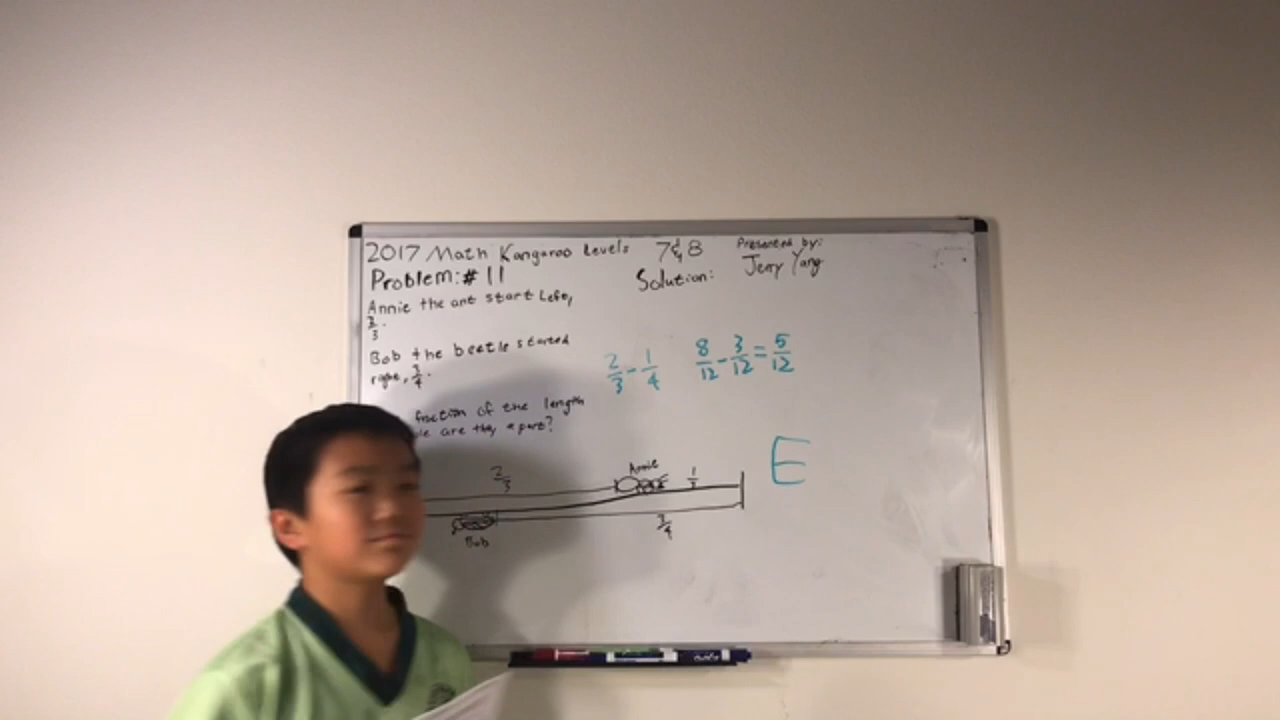 2017 Math Kangaroo Levels 7 & 8
Presented by:
Jerry Yang
Problem: # 11
Solution:
Annie the ant start Left,
2/3.
Bob the beetle started
right, 3/4.
fraction of the length
are they apart?
2/3 - 1/4
8/12 - 3/12 = 5/12
E
2/3
Annie
1/3
Bob
3/4